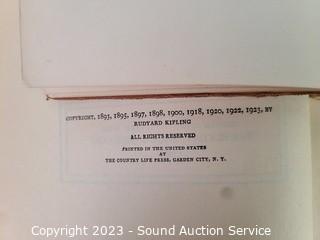 COPYRIGHT, 1893, 1895, 1897, 1898, 1900, 1918, 1920, 1922, 1923, BY
RUDYARD KIPLING
ALL RIGHTS RESERVED
PRINTED IN THE UNITED STATES
AT
THE COUNTRY LIFE PRESS, GARDEN CITY, N. Y.
Copyright 2023 - Sound Auction Service